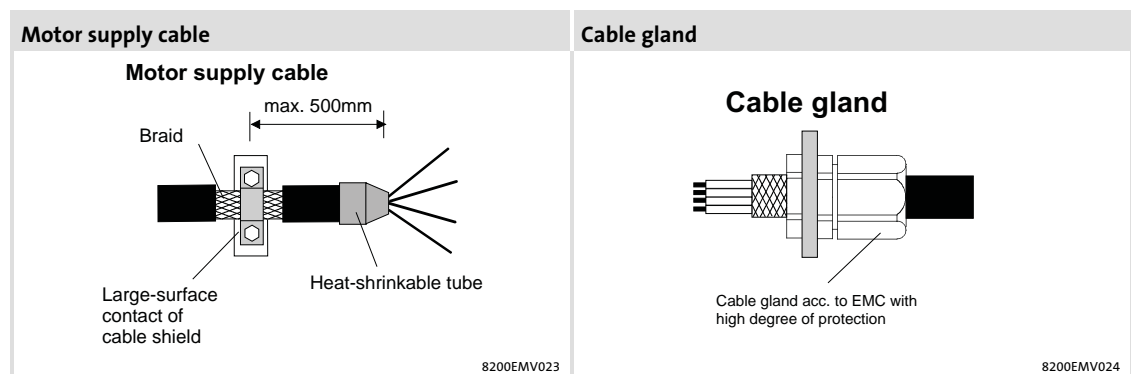 Motor supply cable
Motor supply cable
max. 500mm
Braid
Heat-shrinkable tube
Large-surface
contact of
cable shield
8200EMV023
Cable gland
Cable gland
Cable gland acc. to EMC with
high degree of protection
8200EMV024